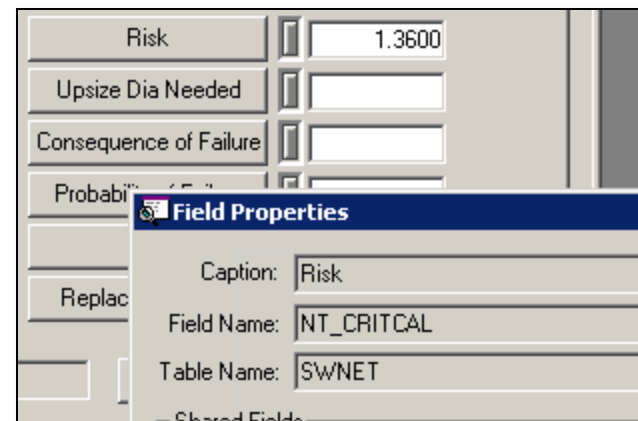 Risk 1.3600
Upsize Dia Needed
Consequence of Failure
Field Properties
Caption: Risk
Field Name: NT_CRITCAL
Table Name: SWNET